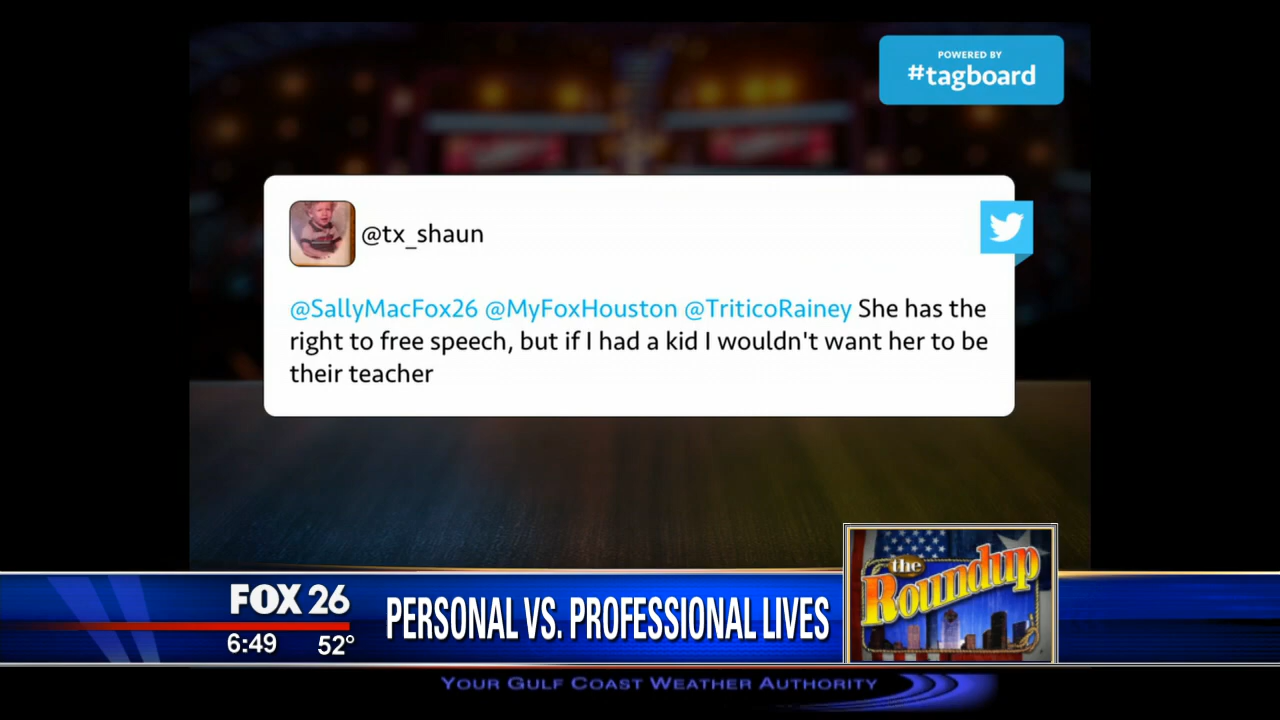 POWERED BY
#tagboard
@tx_shaun
@SallyMacFox26 @MyFoxHouston @TriticoRainey She has the
right to free speech, but if I had a kid I wouldn't want her to be
their teacher
FOX 26
6:49 52°
PERSONAL VS. PROFESSIONAL LIVES
the
Roundup
YOUR GULF COAST WEATHER AUTHORITY